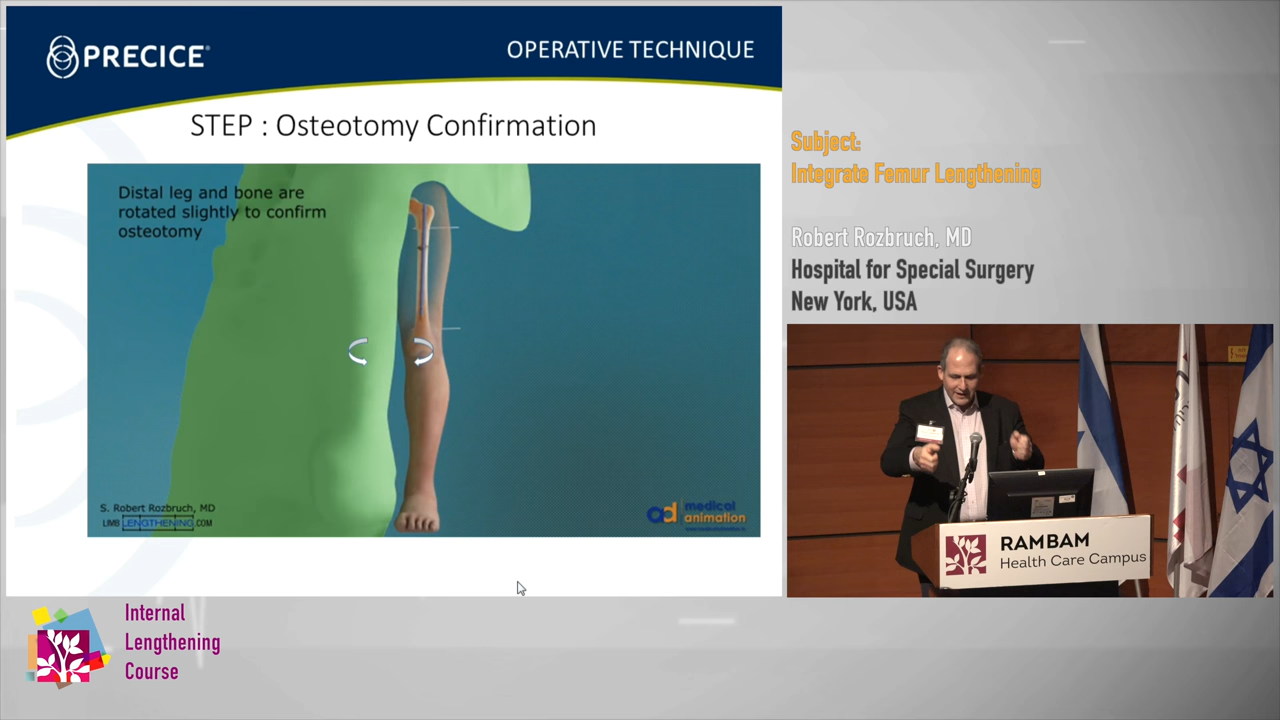 PRECICE
OPERATIVE TECHNIQUE
STEP : Osteotomy Confirmation
Distal leg and bone are
rotated slightly to confirm
osteotomy
S. Robert Rozbruch, MD
LIMB LENGTHENING.COM
medical
animation
Subject:
Integrate Femur Lengthening
Robert Rozbruch, MD
Hospital for Special Surgery
New York, USA
RAMBAM
Health Care Campus
Internal
Lengthening
Course